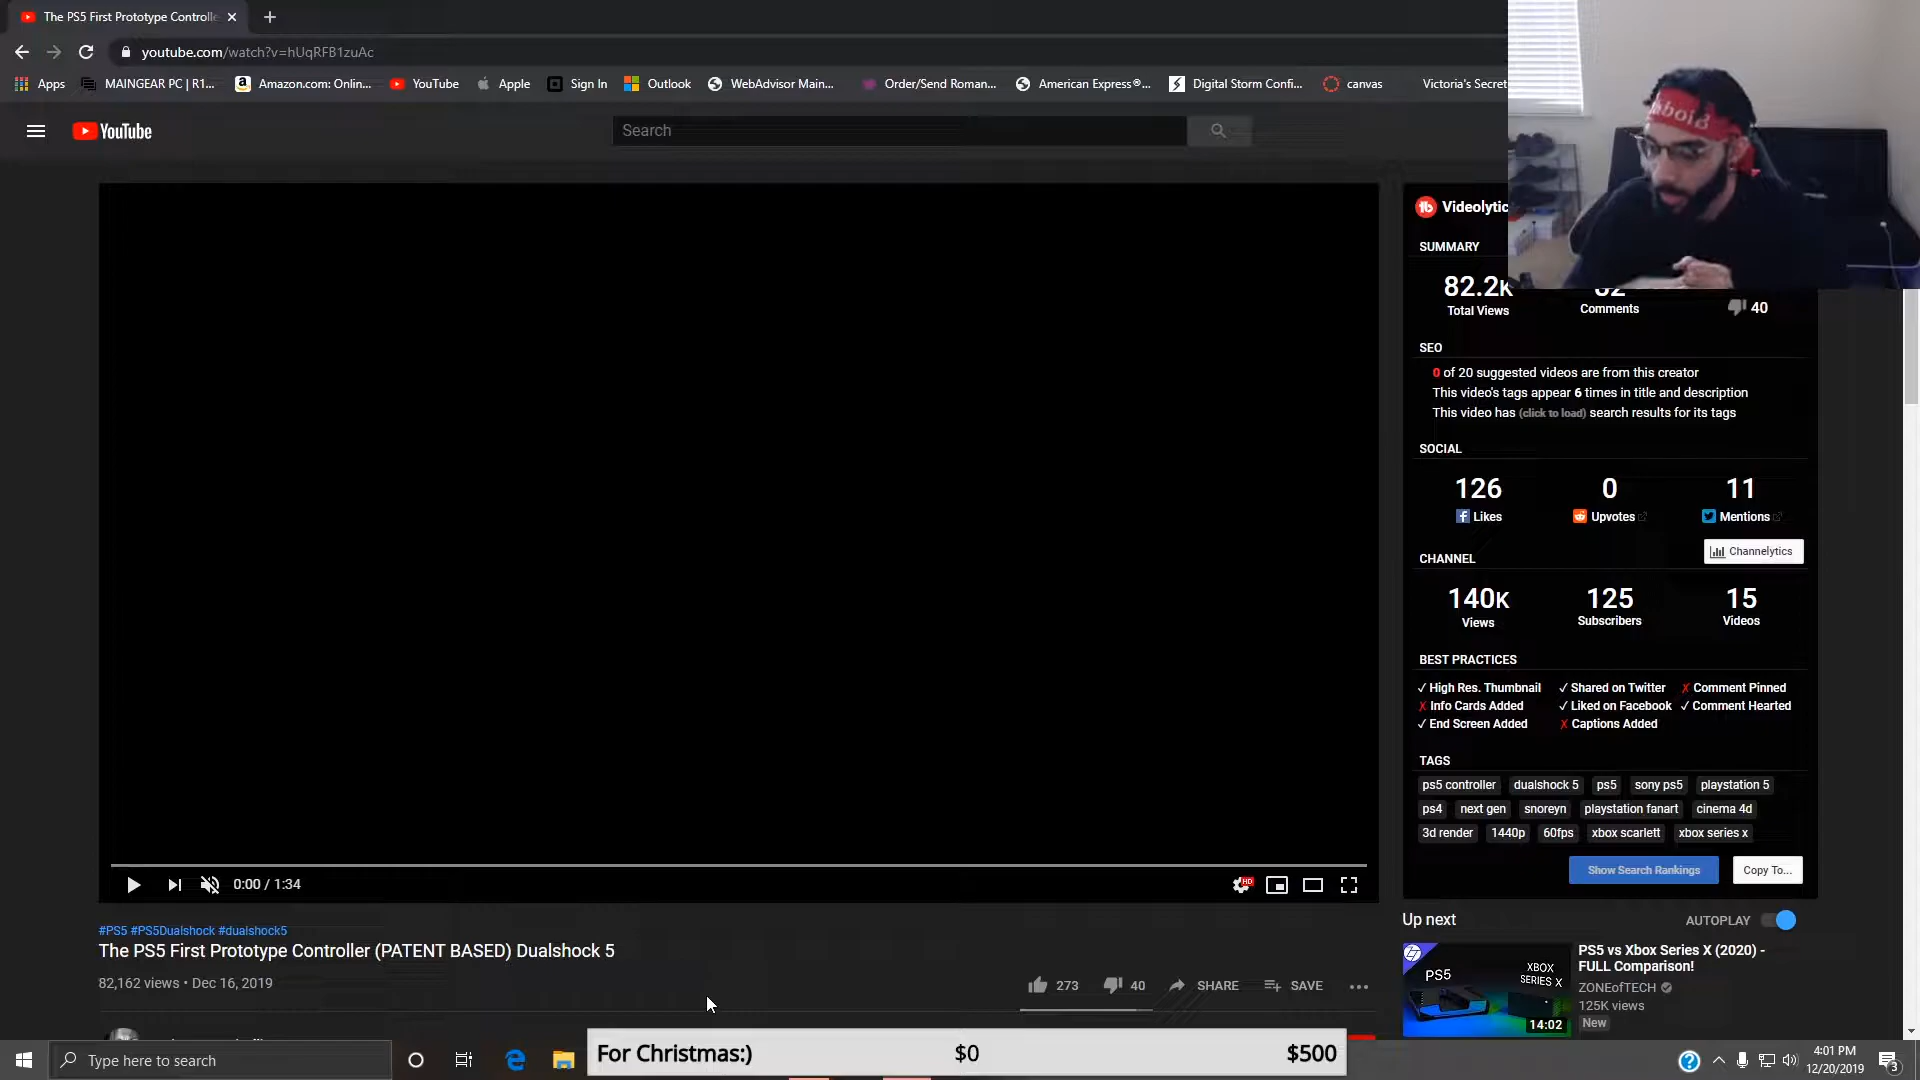 The PS5 First Prototype Controlle
youtube.com/watch?v=hUqRFB1zuAc
Apps
MAINGEAR PC | R1...
Amazon.com: Onlin...
YouTube
Apple
Sign In
Outlook
WebAdvisor Main...
Order/Send Roman...
American Express®...
Digital Storm Confi...
canvas
Victoria's Secret
YouTube
Search
Videolytic
SUMMARY
82.2K
Total Views
Comments
40
SEO
0 of 20 suggested videos are from this creator
This video's tags appear 6 times in title and description
This video has (click to load) search results for its tags
SOCIAL
126 0 11
Likes Upvotes Mentions
Channelytics
CHANNEL
140K 125 15
Views Subscribers Videos
BEST PRACTICES
✓ High Res. Thumbnail ✓ Shared on Twitter ✗ Comment Pinned
✗ Info Cards Added ✓ Liked on Facebook ✓ Comment Hearted
✓ End Screen Added ✗ Captions Added
TAGS
ps5 controller dualshock 5 ps5 sony ps5 playstation 5
ps4 next gen snoreyn playstation fanart cinema 4d
3d render 1440p 60fps xbox scarlett xbox series x
Show Search Rankings
Copy To...
0:00 / 1:34
HD
#PS5 #PS5Dualshock #dualshock5
The PS5 First Prototype Controller (PATENT BASED) Dualshock 5
82,162 views • Dec 16, 2019
273
40
SHARE
SAVE
Up next
AUTOPLAY
PS5
XBOX
SERIES X
14:02
PS5 vs Xbox Series X (2020) -
FULL Comparison!
ZONEofTECH
125K views
New
Type here to search
For Christmas:) $0 $500
4:01 PM
12/20/2019
3